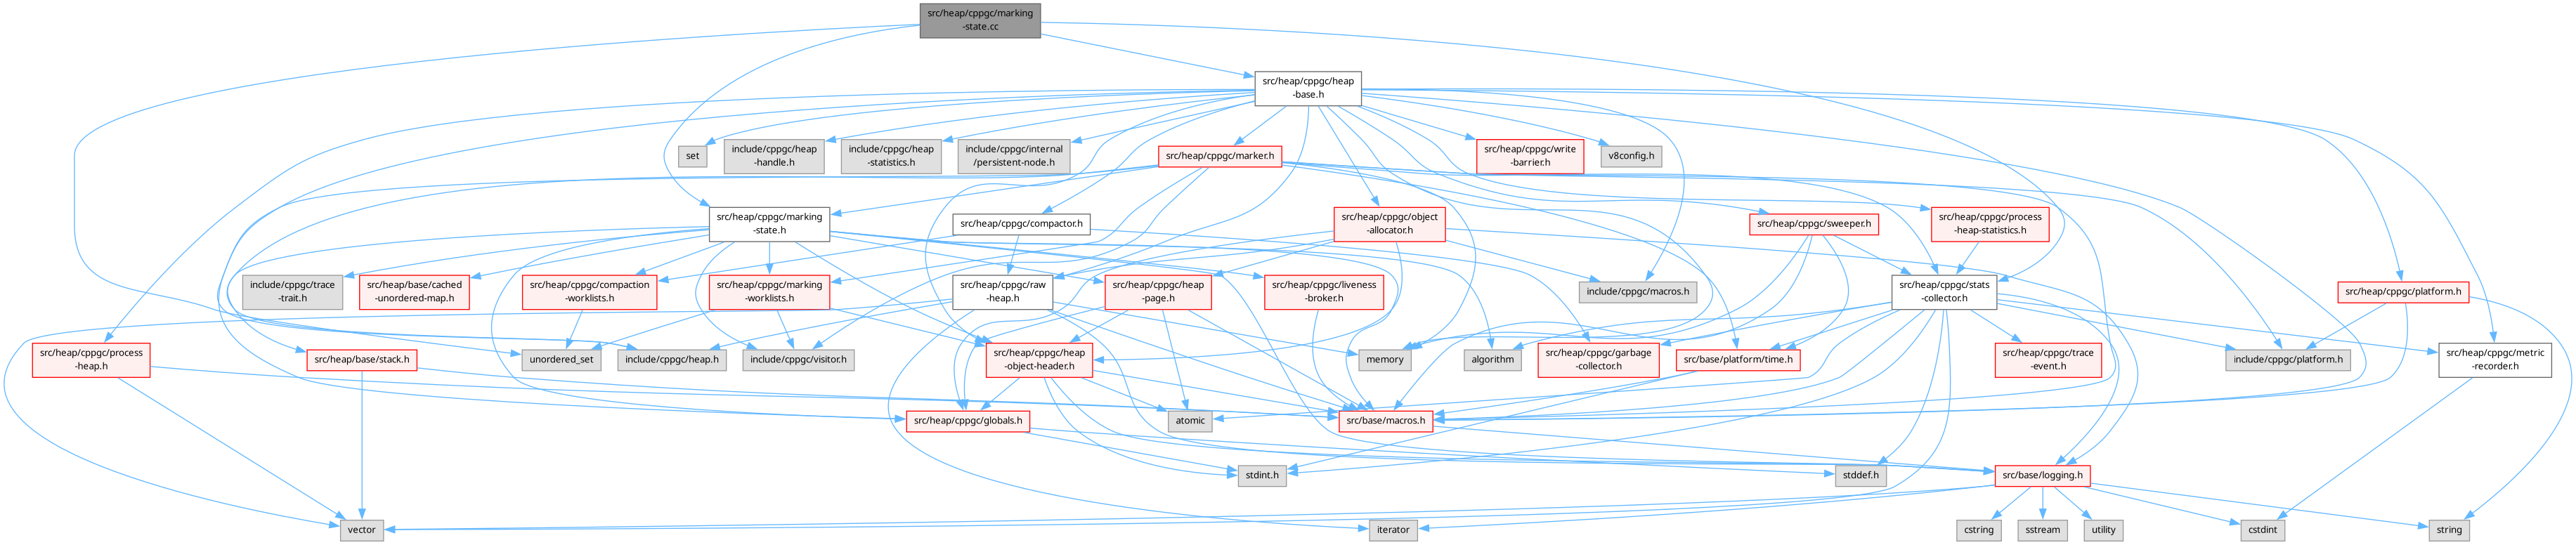 src/heap/cppgc/marking
-state.cc
src/heap/cppgc/heap
-base.h
set
include/cppgc/heap
-handle.h
include/cppgc/heap
-statistics.h
include/cppgc/internal
/persistent-node.h
src/heap/cppgc/marker.h
src/heap/cppgc/write
-barrier.h
v8config.h
src/heap/cppgc/marking
-state.h
src/heap/cppgc/compactor.h
src/heap/cppgc/object
-allocator.h
src/heap/cppgc/sweeper.h
src/heap/cppgc/process
-heap-statistics.h
include/cppgc/trace
-trait.h
src/heap/base/cached
-unordered-map.h
src/heap/cppgc/compaction
-worklists.h
src/heap/cppgc/marking
-worklists.h
src/heap/cppgc/raw
-heap.h
src/heap/cppgc/heap
-page.h
src/heap/cppgc/liveness
-broker.h
include/cppgc/macros.h
src/heap/cppgc/stats
-collector.h
src/heap/cppgc/platform.h
src/heap/cppgc/process
-heap.h
src/heap/base/stack.h
unordered_set
include/cppgc/heap.h
include/cppgc/visitor.h
src/heap/cppgc/heap
-object-header.h
memory
algorithm
src/heap/cppgc/garbage
-collector.h
src/base/platform/time.h
src/heap/cppgc/trace
-event.h
include/cppgc/platform.h
src/heap/cppgc/metric
-recorder.h
src/heap/cppgc/globals.h
atomic
src/base/macros.h
stdint.h
stddef.h
src/base/logging.h
vector
iterator
cstring
sstream
utility
cstdint
string